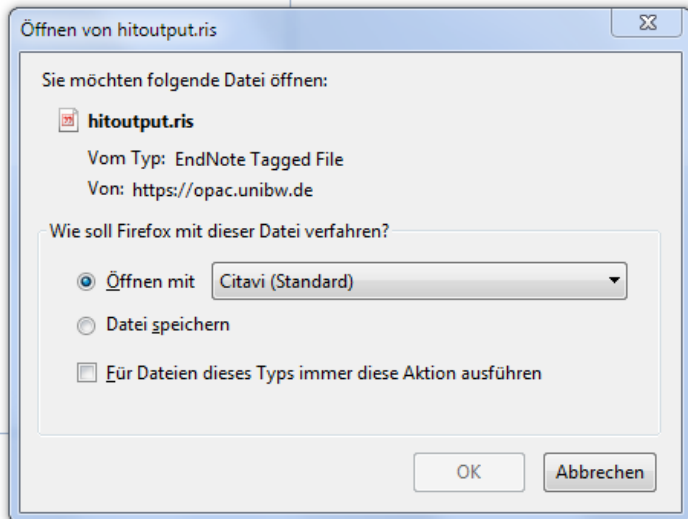 Öffnen von hitoutput.ris
Sie möchten folgende Datei öffnen:
hitoutput.ris
Vom Typ: EndNote Tagged File
Von: https://opac.unibw.de
Wie soll Firefox mit dieser Datei verfahren?
Öffnen mit Citavi (Standard)
Datei speichern
Für Dateien dieses Typs immer diese Aktion ausführen
OK Abbrechen